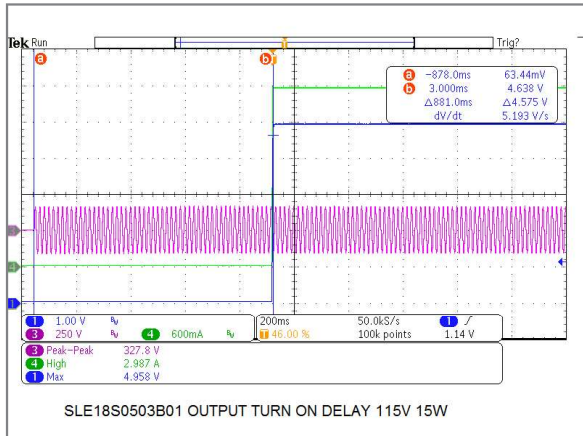 Tek Run Trig?
a b
a -878.0ms 63.44mV
b 3.000ms 4.638 V
Δ881.0ms Δ4.575 V
dV/dt 5.193 V/s
3
4
1
1 1.00 V
3 250 V 4 600mA
200ms 50.0kS/s 1 ƒ
T 46.00 % 100k points 1.14 V
3 Peak-Peak 327.8 V
4 High 2.987 A
1 Max 4.958 V
SLE18S0503B01 OUTPUT TURN ON DELAY 115V 15W